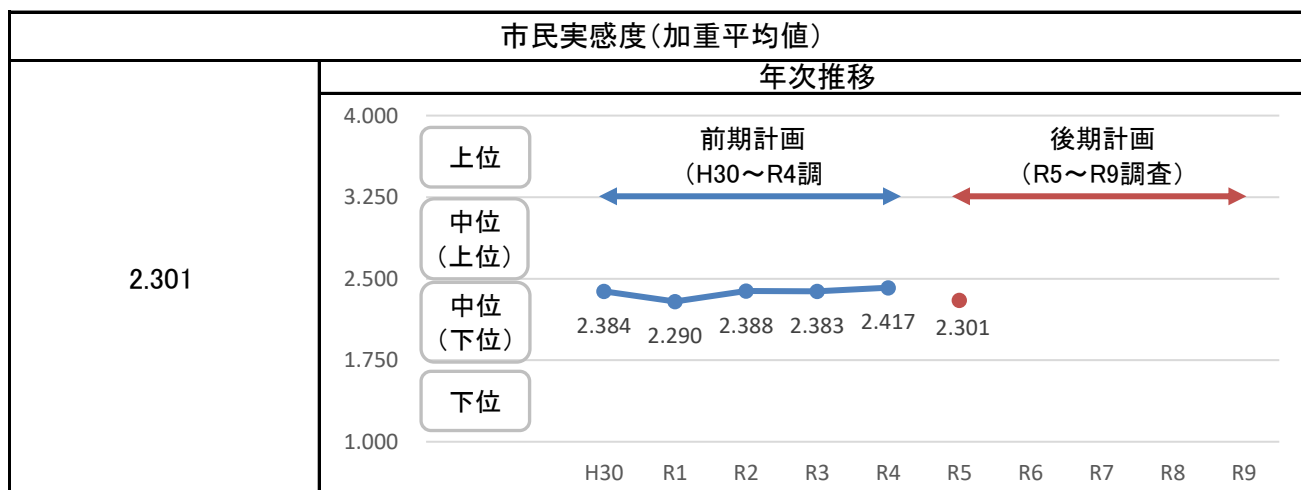 市民実感度(加重平均値)
2.301
年次推移
4.000
3.250
2.500
1.750
1.000
上位
中位
(上位)
中位
(下位)
下位
前期計画
(H30～R4調
後期計画
(R5～R9調査)
2.384
2.290
2.388
2.383
2.417
2.301
H30 R1 R2 R3 R4 R5 R6 R7 R8 R9